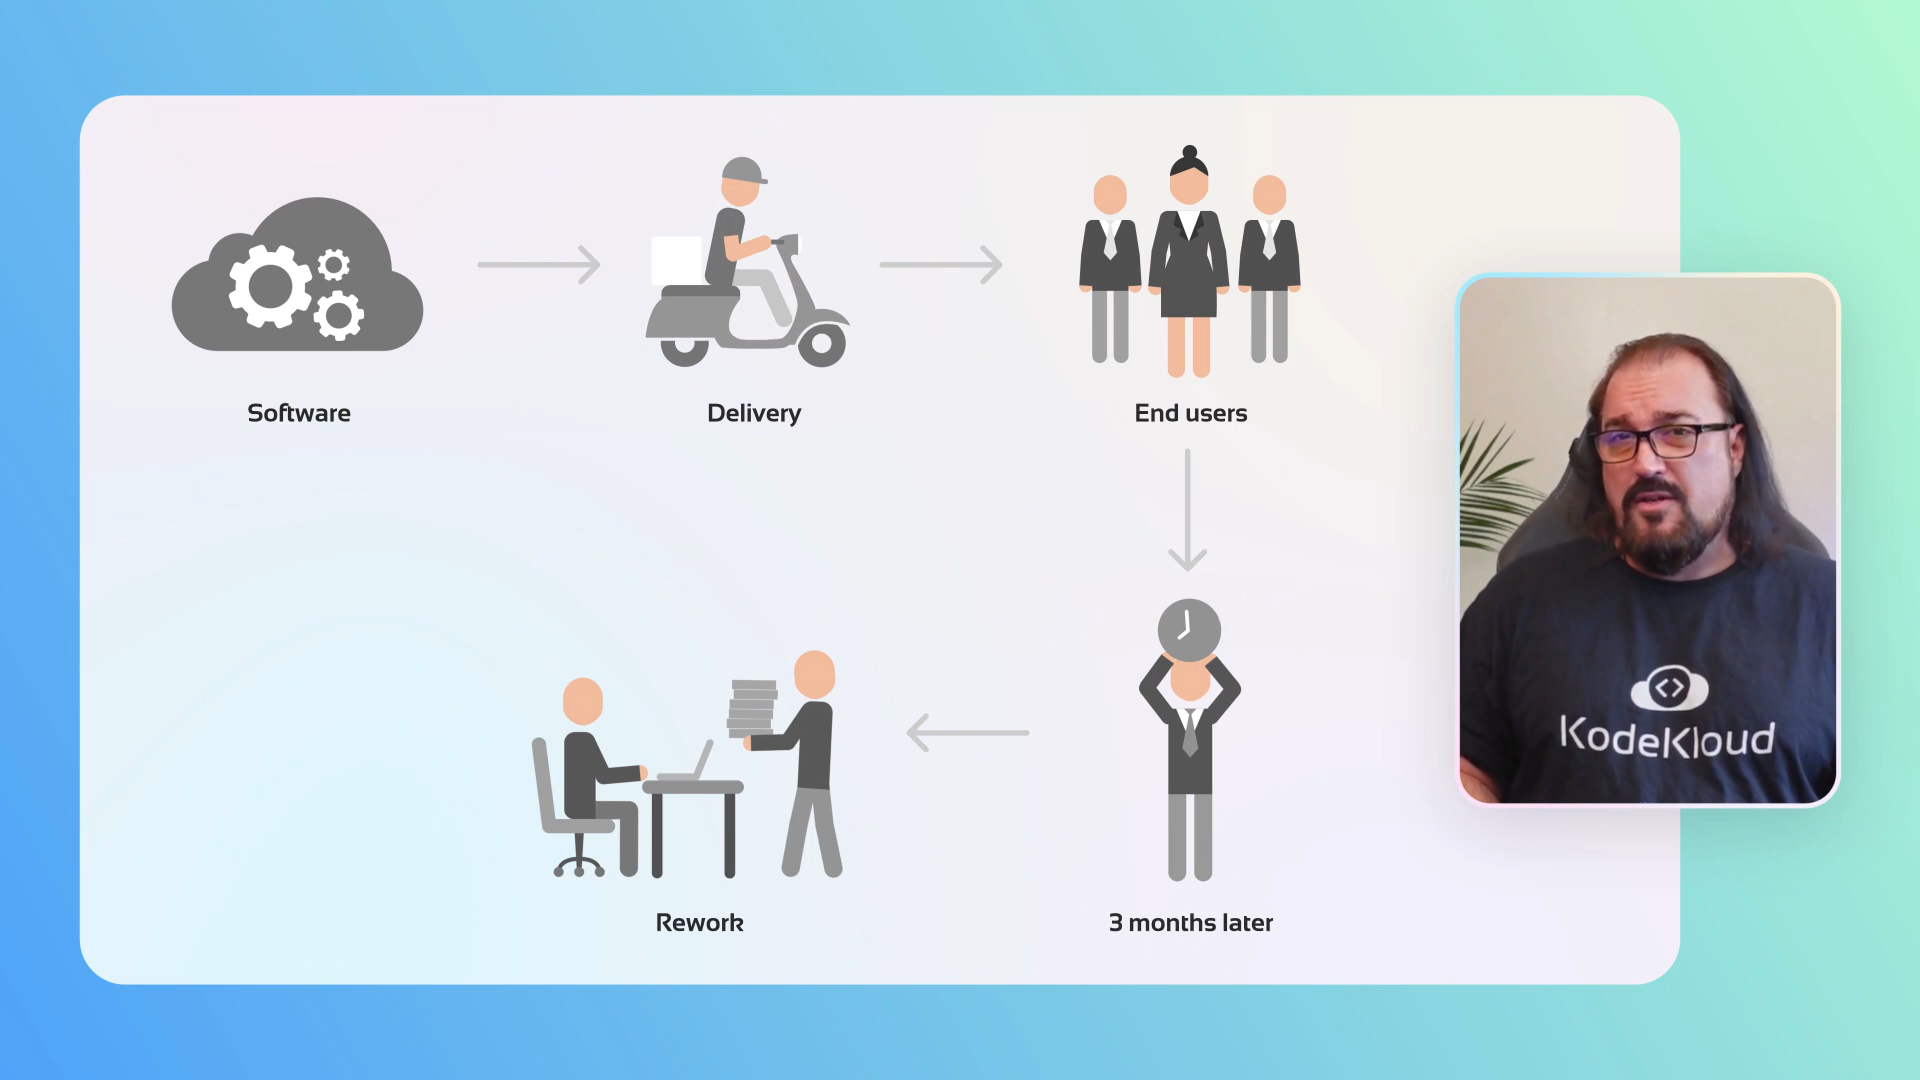 Software
Delivery
End users
KodeKloud
Rework
3 months later